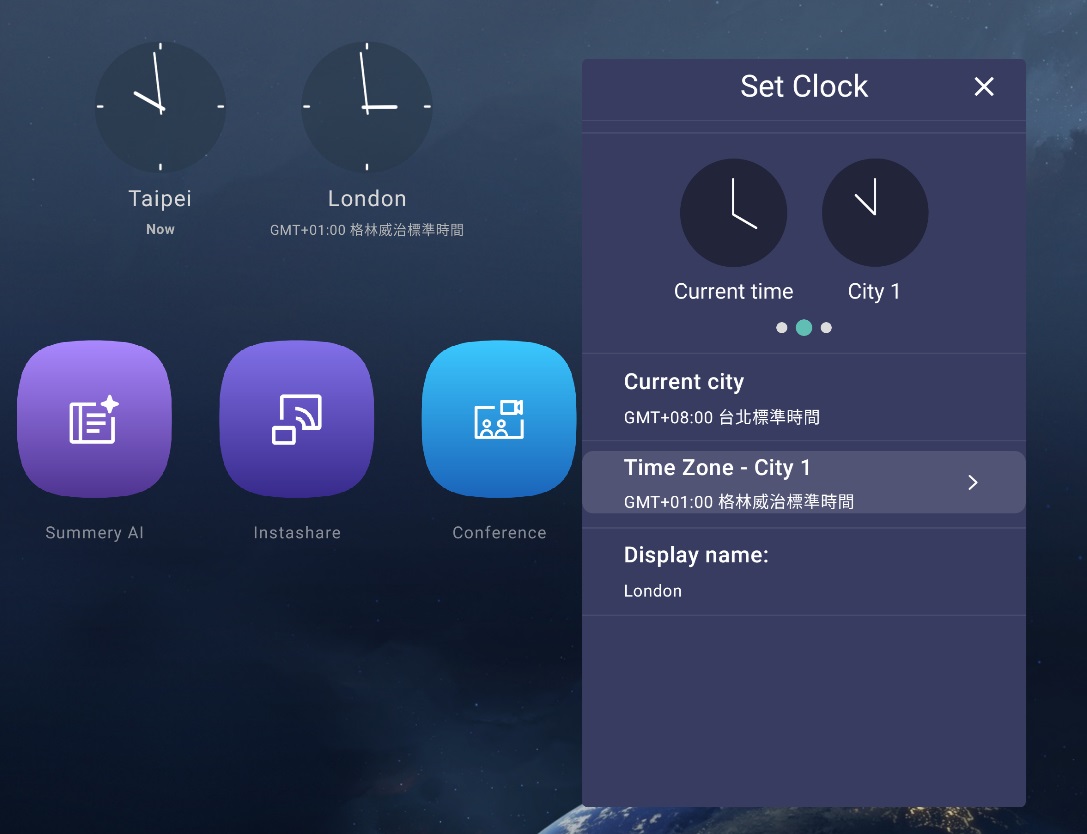 Taipei
Now
London
GMT+01:00 格林威治標準時間
Summery AI
Instashare
Conference
Set Clock
Current time
City 1
Current city
GMT+08:00 台北標準時間
Time Zone - City 1
GMT+01:00 格林威治標準時間
Display name:
London